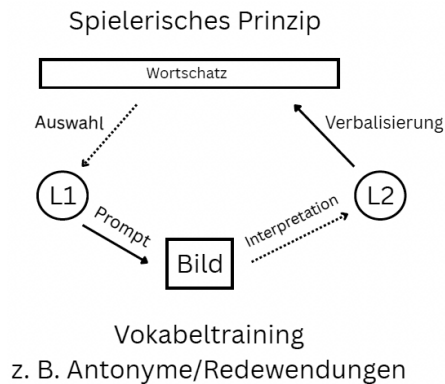 Spielerisches Prinzip
Wortschatz
Auswahl
Verbalisierung
L1
L2
Prompt
Interpretation
Bild
Vokabeltraining
z. B. Antonyme/Redewendungen